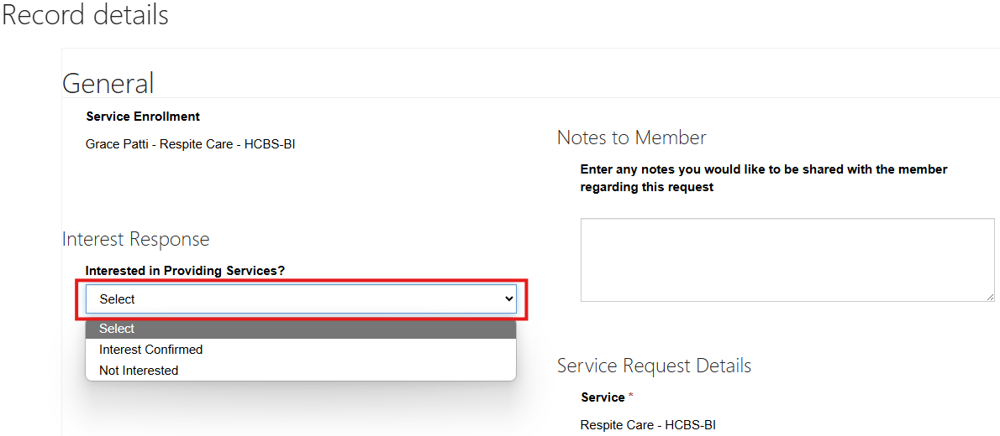 Record details
General
Service Enrollment
Grace Patti - Respite Care - HCBS-BI
Interest Response
Interested in Providing Services?
Select
Select
Interest Confirmed
Not Interested
Notes to Member
Enter any notes you would like to be shared with the member
regarding this request
Service Request Details
Service *
Respite Care - HCBS-BI